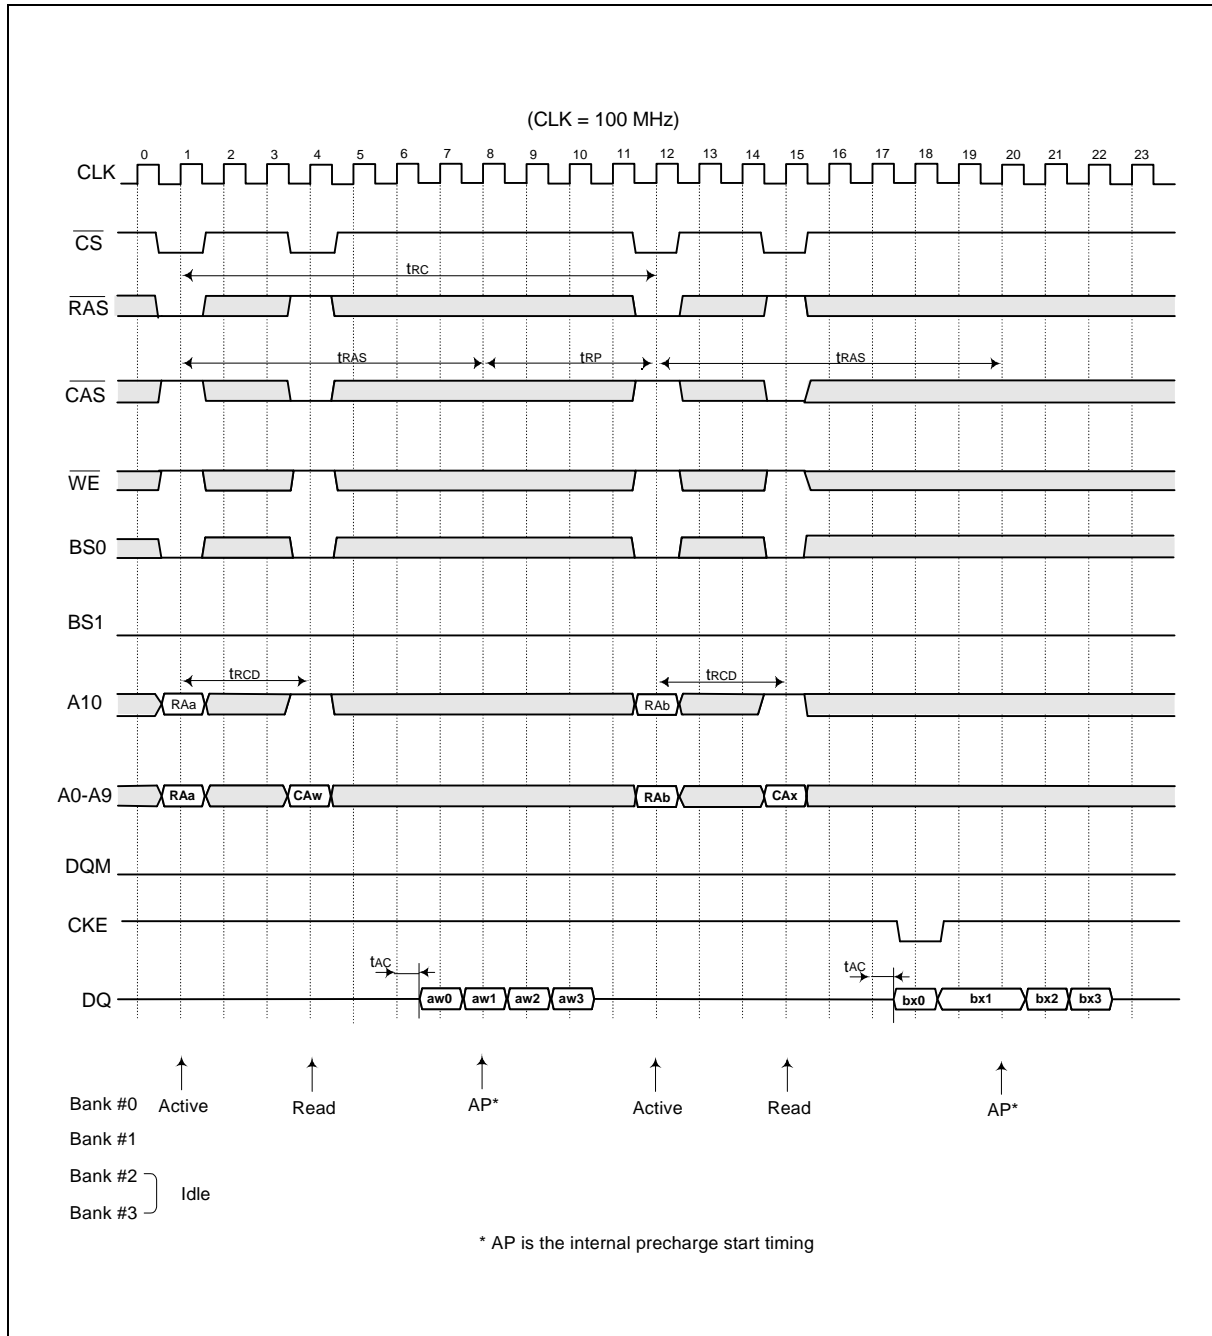 (CLK = 100 MHz)
0 1 2 3 4 5 6 7 8 9 10 11 12 13 14 15 16 17 18 19 20 21 22 23
CLK
CS
tRC
RAS
tRAS tRP tRAS
CAS
WE
BS0
BS1
tRCD tRCD
A10 RAa RAb
A0-A9 RAa CAw RAb CAx
DQM
CKE
tAC tAC
DQ aw0 aw1 aw2 aw3 bx0 bx1 bx2 bx3
Bank #0 Active Read AP* Active Read AP*
Bank #1
Bank #2
Idle
Bank #3
* AP is the internal precharge start timing